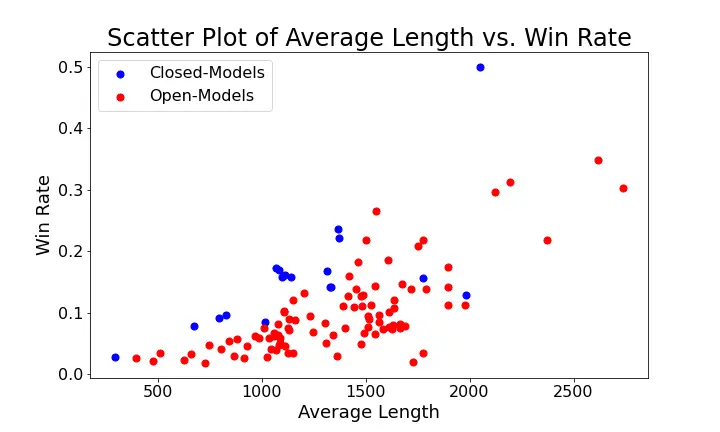 Scatter Plot of Average Length vs. Win Rate
Closed-Models
Open-Models
Win Rate
0.5
0.4
0.3
0.2
0.1
0.0
500
1000
1500
2000
2500
Average Length